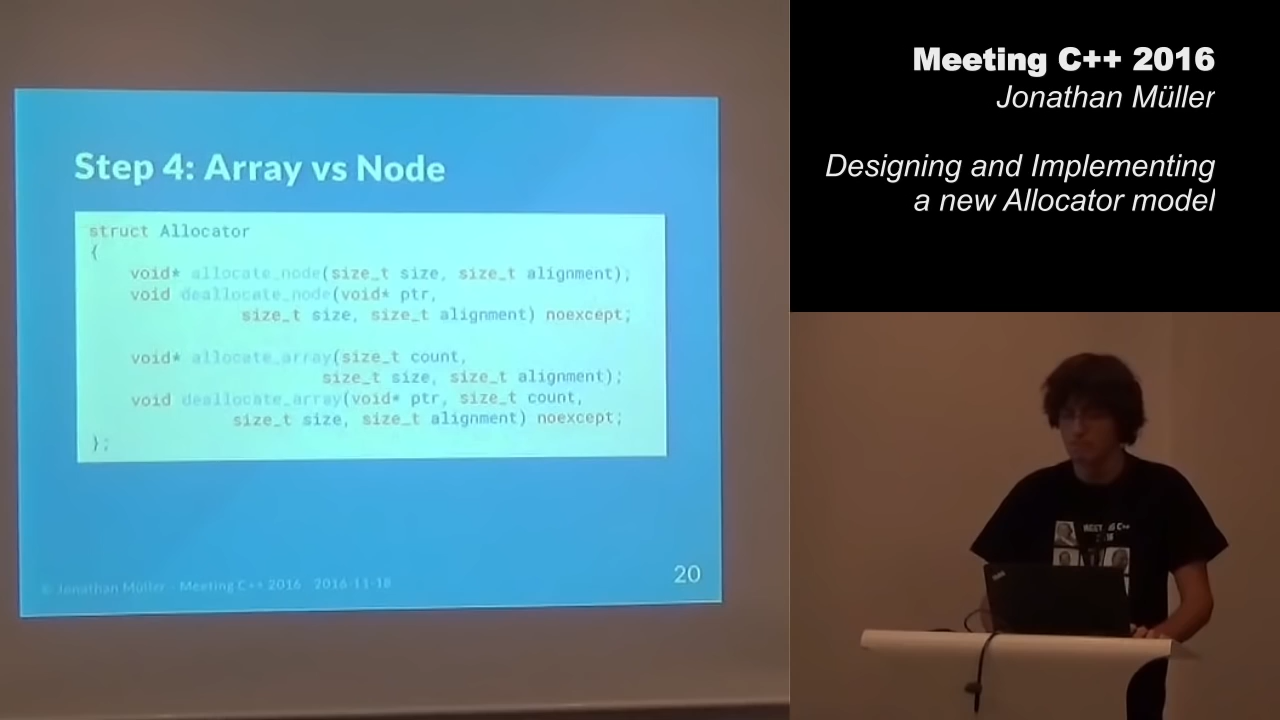 Step 4: Array vs Node
struct Allocator
{
void* allocate_node(size_t size, size_t alignment);
void deallocate_node(void* ptr,
size_t size, size_t alignment) noexcept;
void* allocate_array(size_t count,
size_t size, size_t alignment);
void deallocate_array(void* ptr, size_t count,
size_t size, size_t alignment) noexcept;
};
© Jonathan Müller - Meeting C++ 2016 2016-11-18
20
Meeting C++ 2016
Jonathan Müller
Designing and Implementing
a new Allocator model